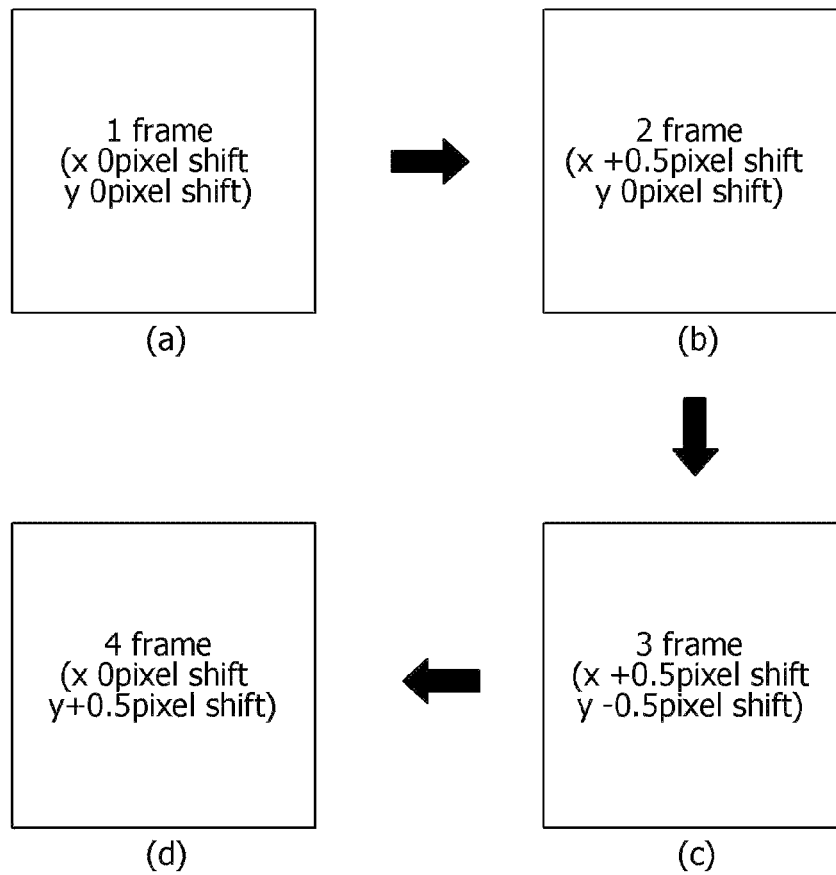 1 frame
(x 0pixel shift
y 0pixel shift)
(a)
2 frame
(x +0.5pixel shift
y 0pixel shift)
(b)
3 frame
(x +0.5pixel shift
y -0.5pixel shift)
(c)
4 frame
(x 0pixel shift
y+0.5pixel shift)
(d)